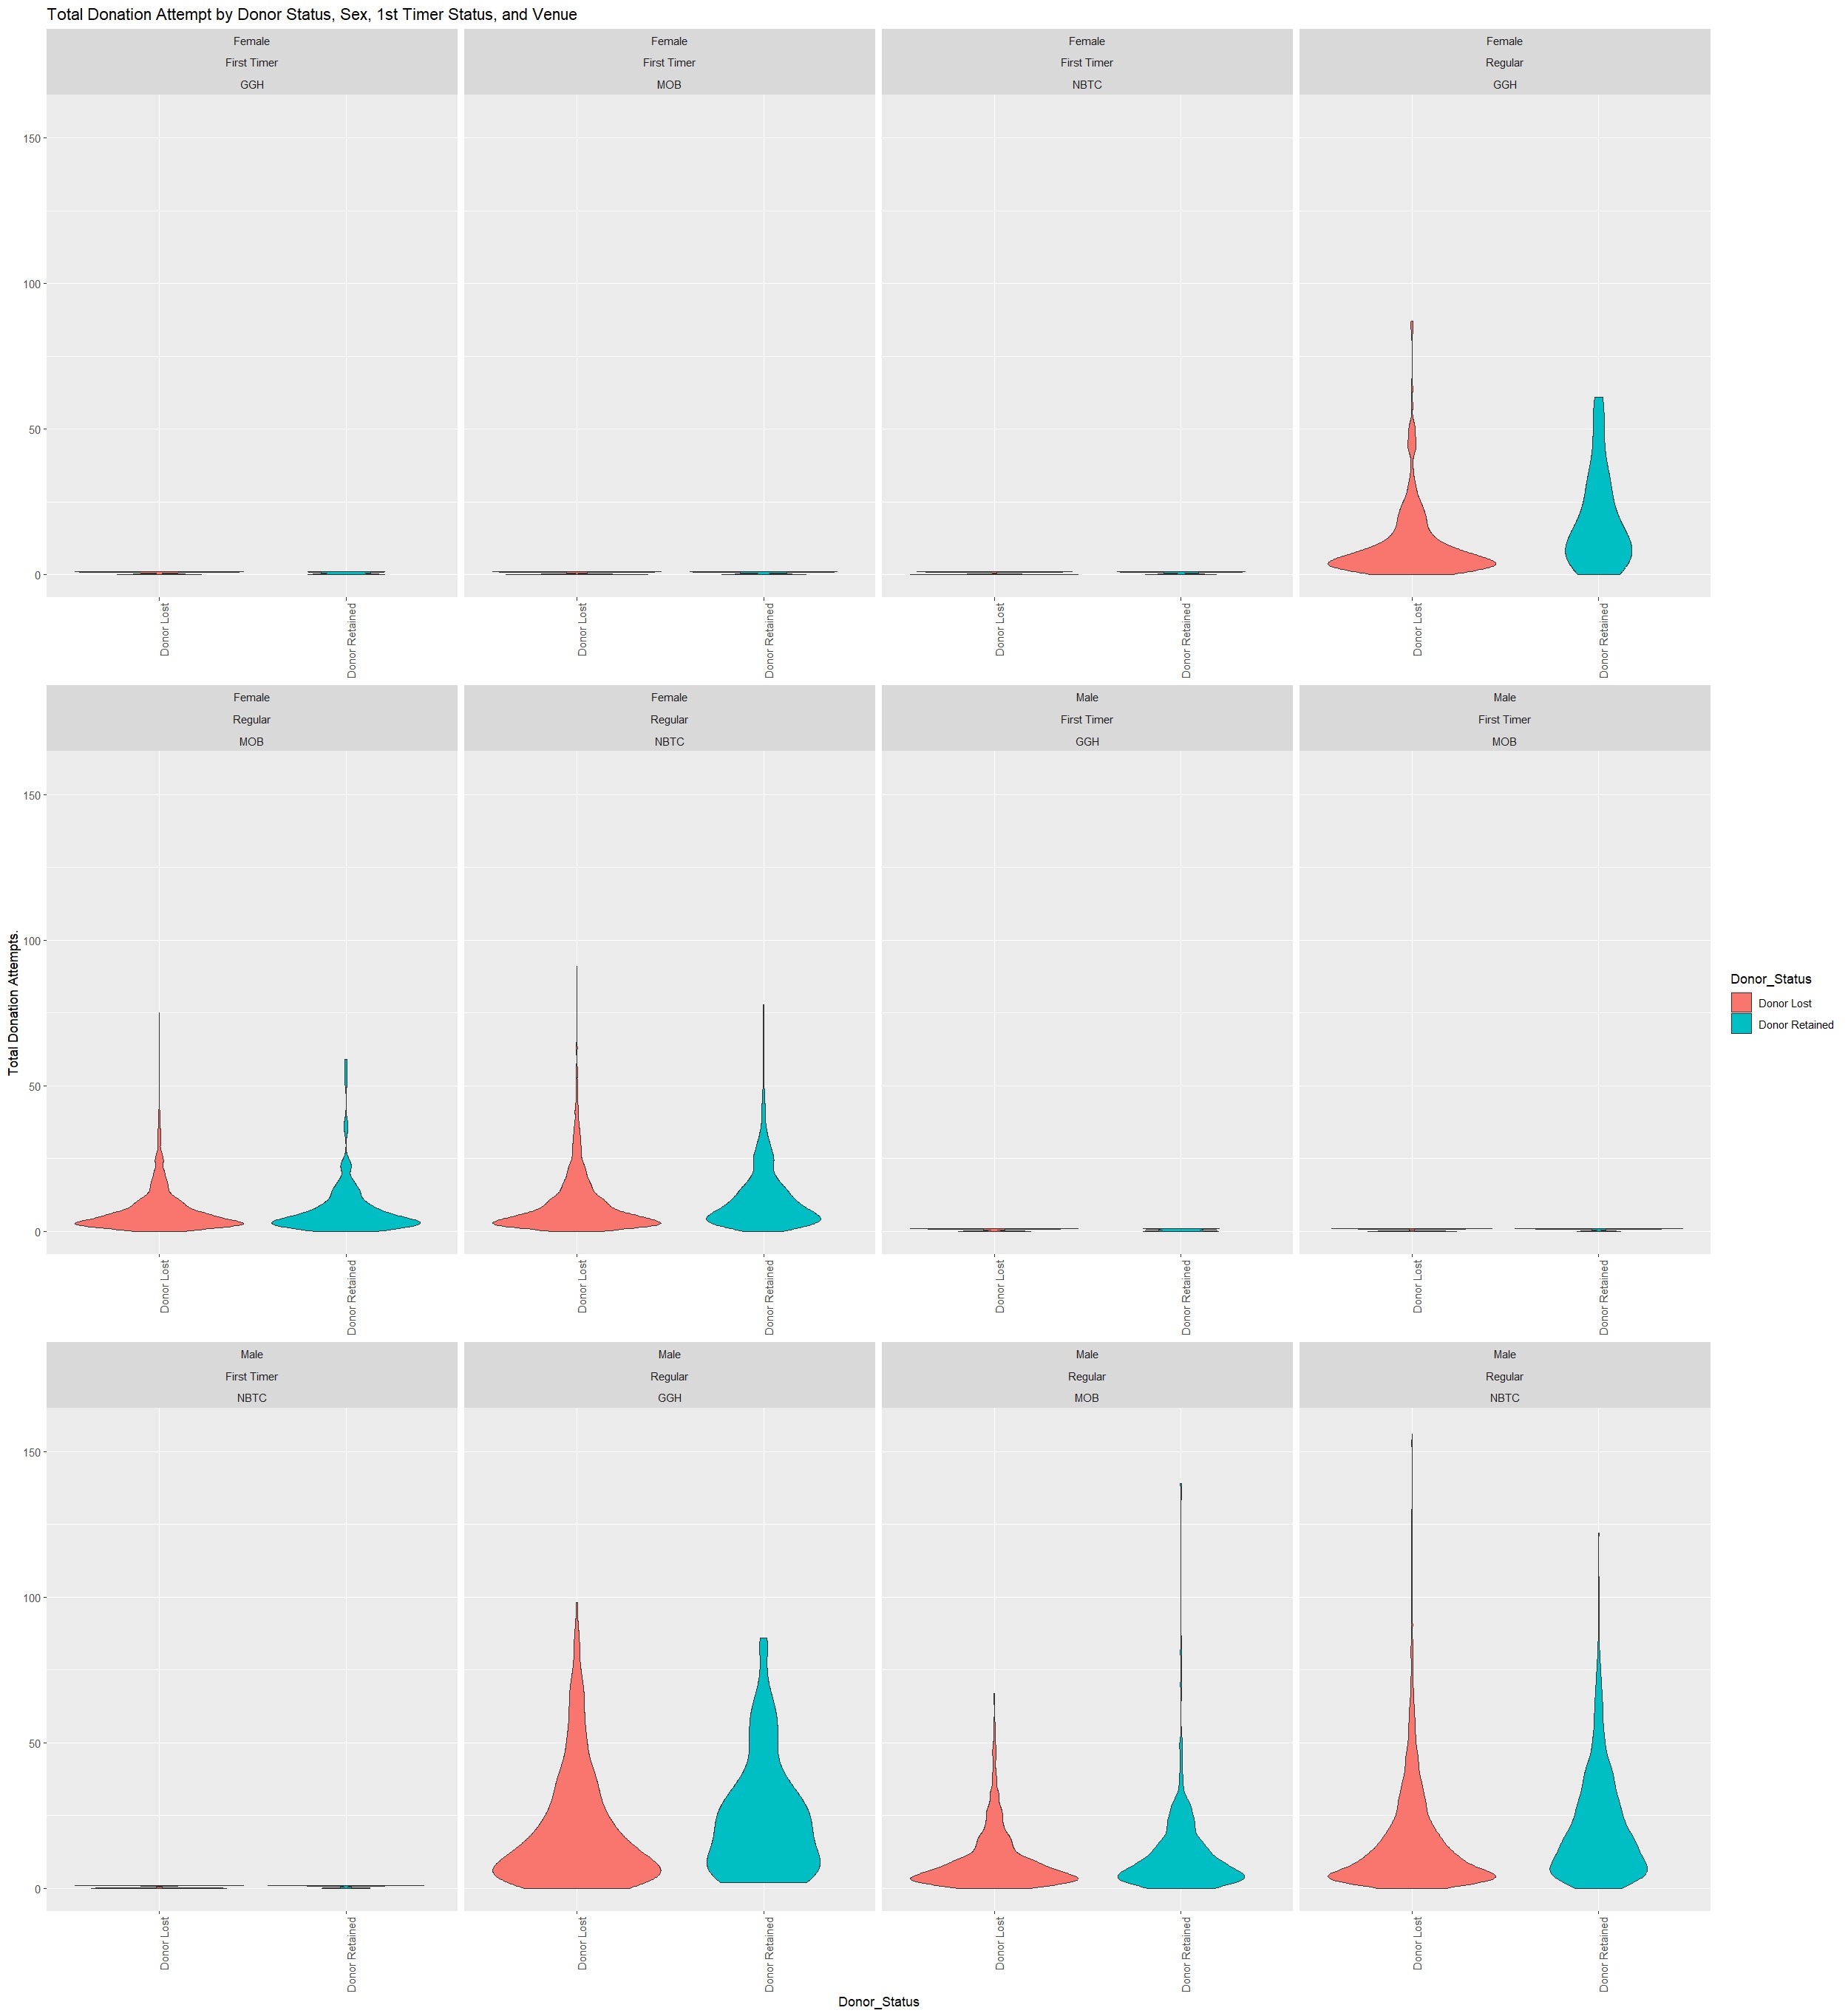 Total Donation Attempt by Donor Status, Sex, 1st Timer Status, and Venue
Female
First Timer
GGH
Female
First Timer
MOB
Female
First Timer
NBTC
Female
Regular
GGH
150
100
50
0
Donor Lost
Donor Retained
Donor Lost
Donor Retained
Donor Lost
Donor Retained
Donor Lost
Donor Retained
Female
Regular
MOB
Female
Regular
NBTC
Male
First Timer
GGH
Male
First Timer
MOB
150
100
50
0
Donor Lost
Donor Retained
Donor Lost
Donor Retained
Donor Lost
Donor Retained
Donor Lost
Donor Retained
Total Donation Attempts.
Donor_Status
Donor Lost
Donor Retained
Male
First Timer
NBTC
Male
Regular
GGH
Male
Regular
MOB
Male
Regular
NBTC
150
100
50
0
Donor Lost
Donor Retained
Donor Lost
Donor Retained
Donor Lost
Donor Retained
Donor Lost
Donor Retained
Donor_Status